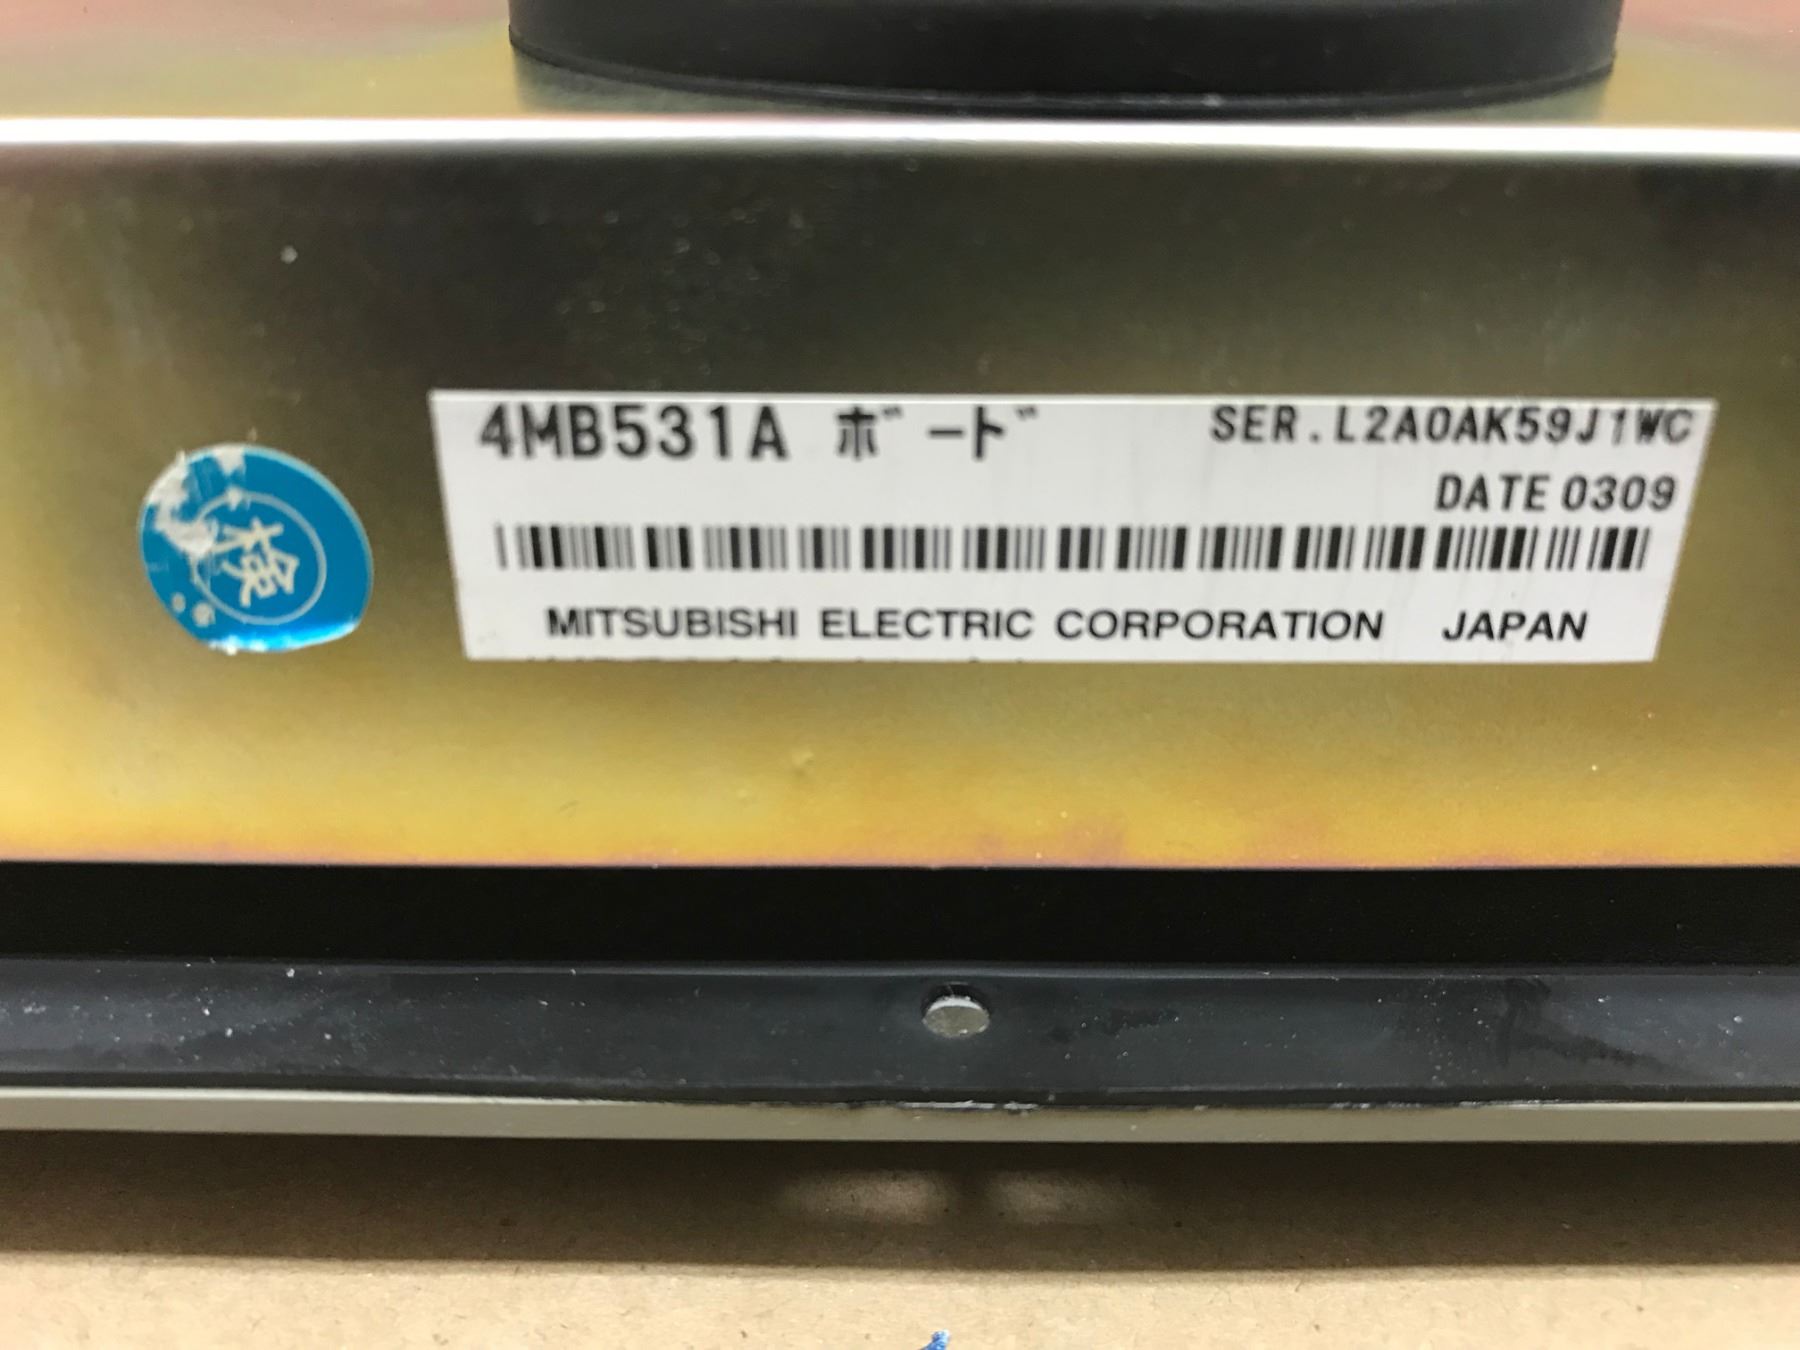 4MB531A ボード SER.L2A0AK59J1WC
DATE 0309
MITSUBISHI ELECTRIC CORPORATION JAPAN
検